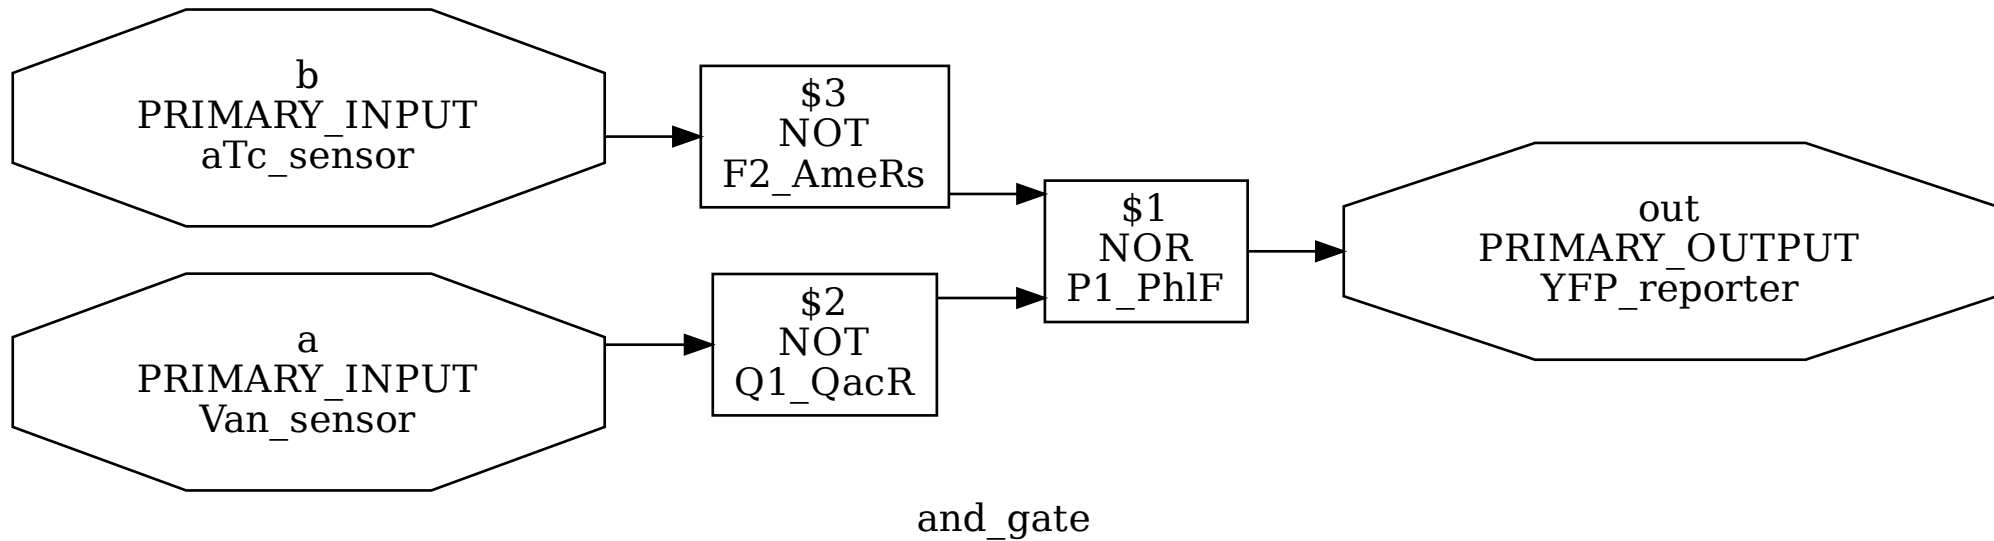 b
PRIMARY_INPUT
aTc_sensor
$3
NOT
F2_AmeRs
a
PRIMARY_INPUT
Van_sensor
$2
NOT
Q1_QacR
$1
NOR
P1_PhlF
out
PRIMARY_OUTPUT
YFP_reporter
and_gate